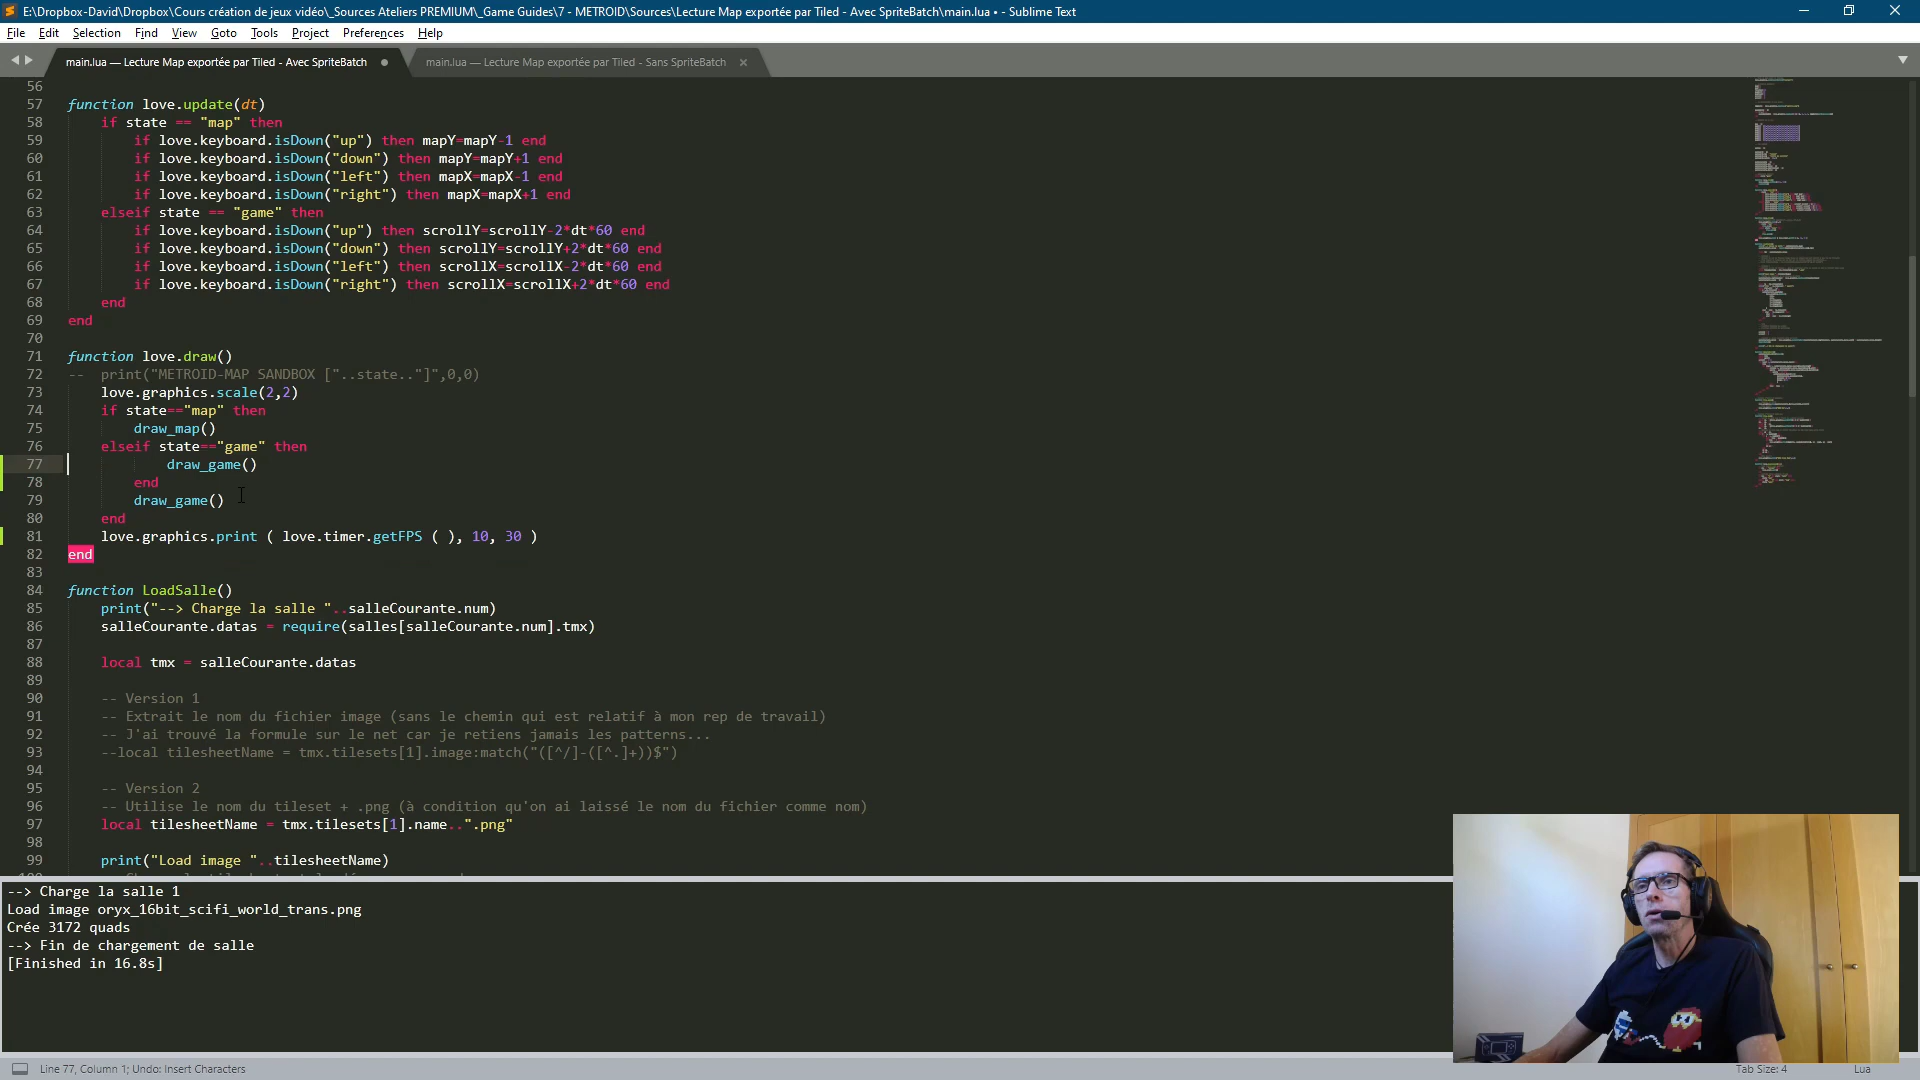 E:\Dropbox-David\Dropbox\Cours création de jeux vidéo\_Sources Ateliers PREMIUM\_Game Guides\7 - METROID\Sources\Lecture Map exportée par Tiled - Avec SpriteBatch\main.lua • - Sublime Text
File Edit Selection Find View Goto Tools Project Preferences Help
main.lua — Lecture Map exportée par Tiled - Avec SpriteBatch
main.lua — Lecture Map exportée par Tiled - Sans SpriteBatch
56
57 function love.update(dt)
58 if state == "map" then
59 if love.keyboard.isDown("up") then mapY=mapY-1 end
60 if love.keyboard.isDown("down") then mapY=mapY+1 end
61 if love.keyboard.isDown("left") then mapX=mapX-1 end
62 if love.keyboard.isDown("right") then mapX=mapX+1 end
63 elseif state == "game" then
64 if love.keyboard.isDown("up") then scrollY=scrollY-2*dt*60 end
65 if love.keyboard.isDown("down") then scrollY=scrollY+2*dt*60 end
66 if love.keyboard.isDown("left") then scrollX=scrollX-2*dt*60 end
67 if love.keyboard.isDown("right") then scrollX=scrollX+2*dt*60 end
68 end
69 end
70
71 function love.draw()
72 -- print("METROID-MAP SANDBOX ["..state.."]",0,0)
73 love.graphics.scale(2,2)
74 if state=="map" then
75 draw_map()
76 elseif state=="game" then
77 draw_game()
78 end
79 draw_game()
80 end
81 love.graphics.print ( love.timer.getFPS ( ), 10, 30 )
82 end
83
84 function LoadSalle()
85 print("--> Charge la salle "..salleCourante.num)
86 salleCourante.datas = require(salles[salleCourante.num].tmx)
87
88 local tmx = salleCourante.datas
89
90 -- Version 1
91 -- Extrait le nom du fichier image (sans le chemin qui est relatif à mon rep de travail)
92 -- J'ai trouvé la formule sur le net car je retiens jamais les patterns...
93 --local tilesheetName = tmx.tilesets[1].image:match("([^/]-([^.]+))$")
94
95 -- Version 2
96 -- Utilise le nom du tileset + .png (à condition qu'on ai laissé le nom du fichier comme nom)
97 local tilesheetName = tmx.tilesets[1].name..".png"
98
99 print("Load image "..tilesheetName)
--> Charge la salle 1
Load image oryx_16bit_scifi_world_trans.png
Crée 3172 quads
--> Fin de chargement de salle
[Finished in 16.8s]
Line 77, Column 1; Undo: Insert Characters
Tab Size: 4
Lua